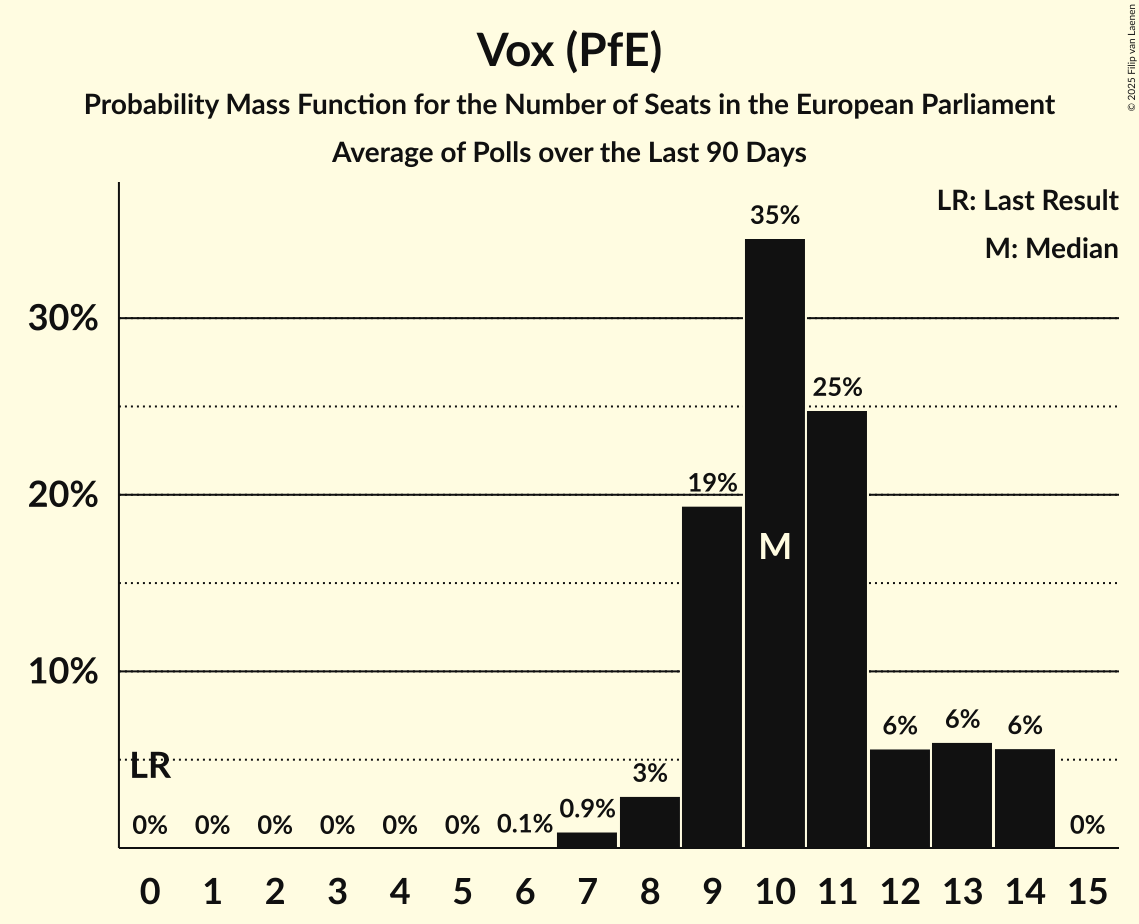 Vox (PfE)
Probability Mass Function for the Number of Seats in the European Parliament
Average of Polls over the Last 90 Days
© 2025 Filip van Laenen
LR: Last Result
M: Median
30%
20%
10%
35%
25%
19%
M
6%
6%
6%
LR
3%
0.9%
0%
0%
0%
0%
0%
0%
0.1%
0%
0 1 2 3 4 5 6 7 8 9 10 11 12 13 14 15